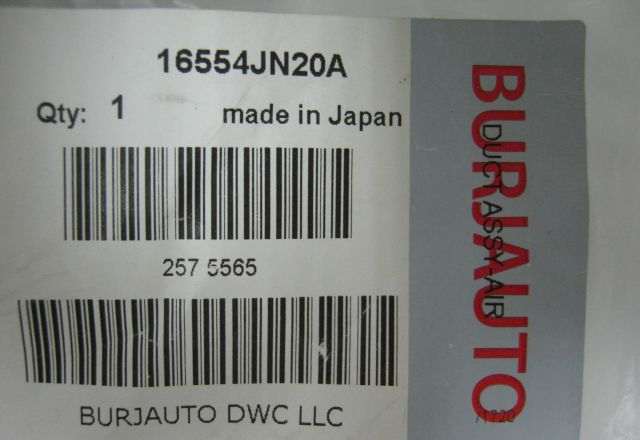 16554JN20A
Qty: 1 made in Japan
257 5565
BURJAUTO DWC LLC
BURJAUTO
DUCT ASSY-AIR